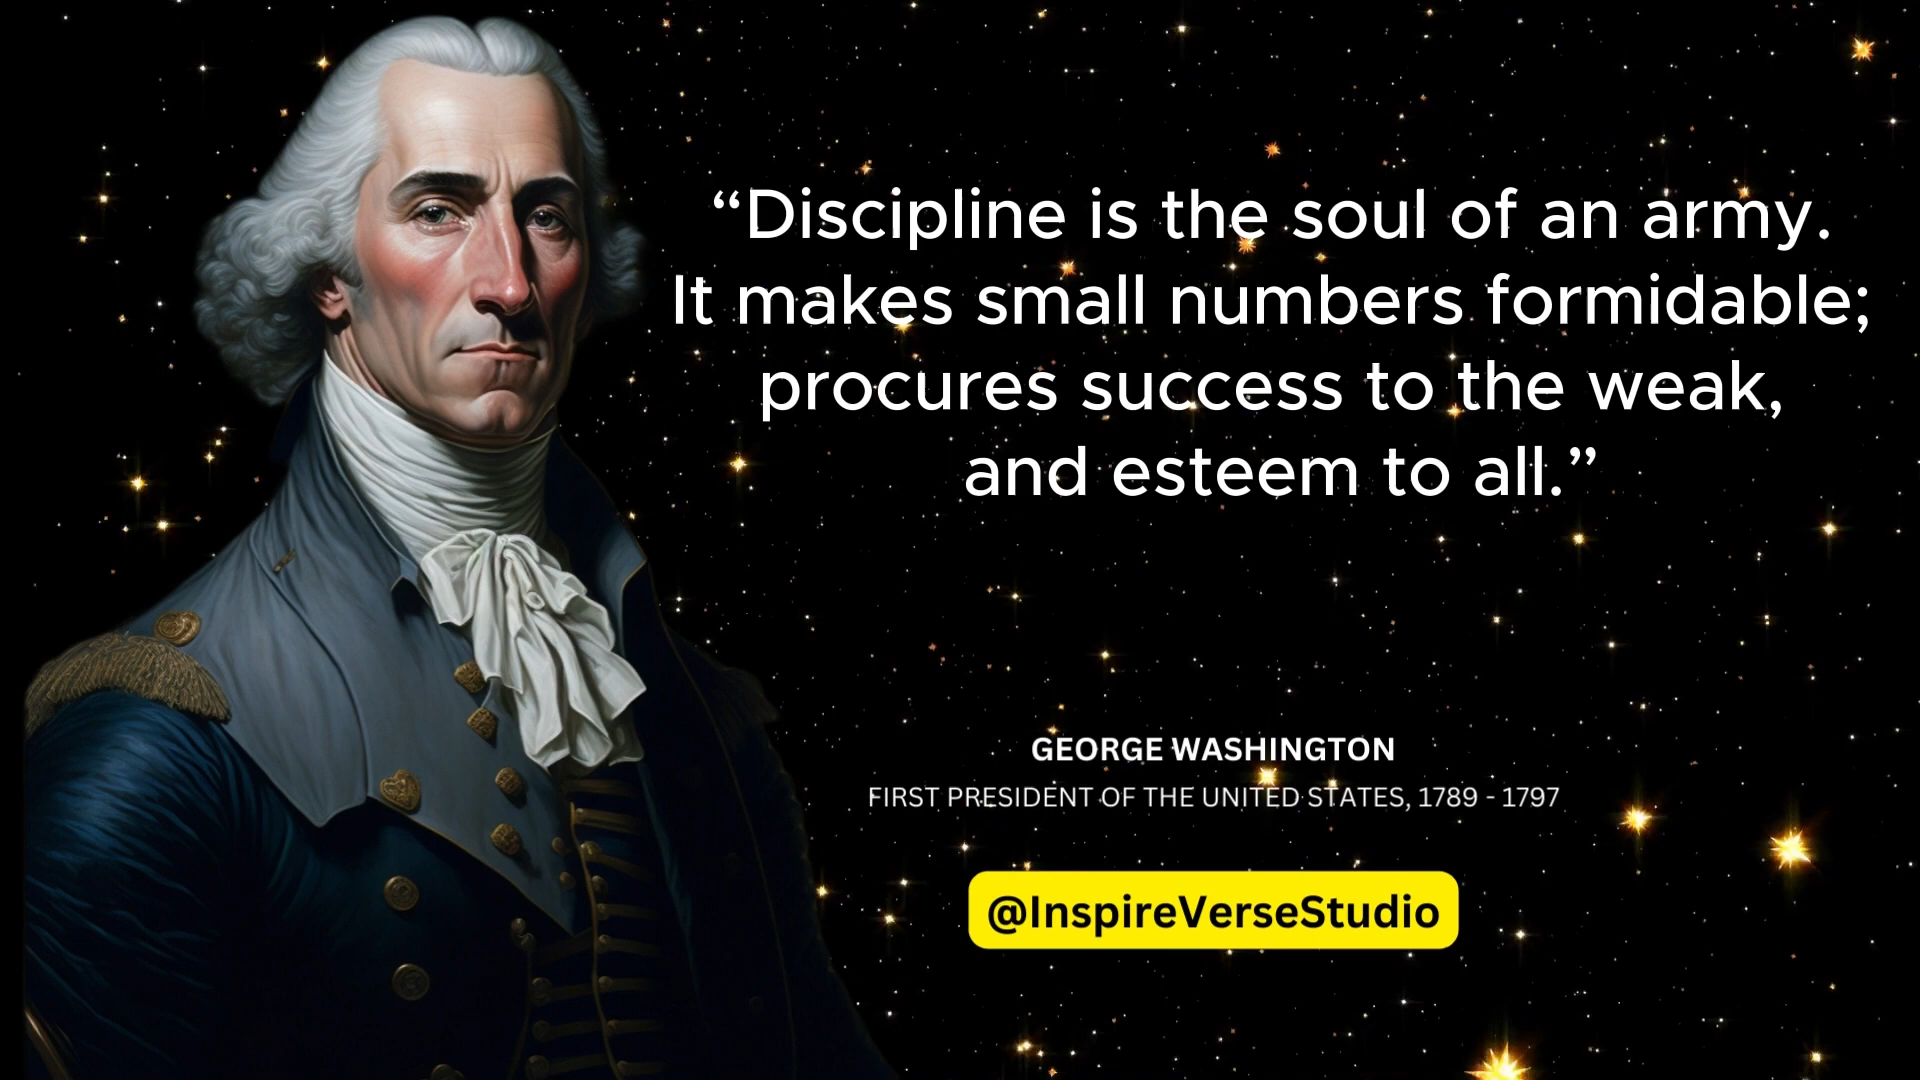 “Discipline is the soul of an army.
It makes small numbers formidable;
procures success to the weak,
and esteem to all.”
GEORGE WASHINGTON
FIRST PRESIDENT OF THE UNITED STATES, 1789 - 1797
@InspireVerseStudio